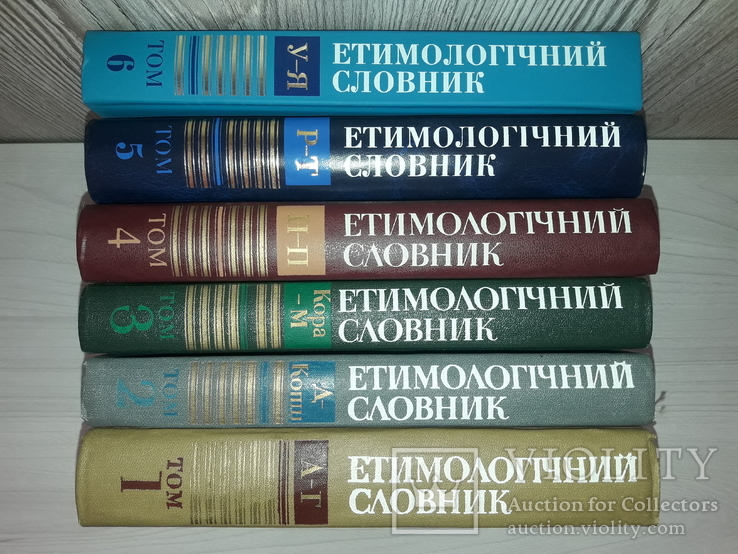 ТОМ
6
У-Я
ЕТИМОЛОГІЧНИЙ
СЛОВНИК
ТОМ
5
Р-Т
ЕТИМОЛОГІЧНИЙ
СЛОВНИК
ТОМ
4
Н-П
ЕТИМОЛОГІЧНИЙ
СЛОВНИК
ТОМ
3
Кора
-М
ЕТИМОЛОГІЧНИЙ
СЛОВНИК
ТОМ
2
Д-
Копці
ЕТИМОЛОГІЧНИЙ
СЛОВНИК
ТОМ
1
А-Г
ЕТИМОЛОГІЧНИЙ
СЛОВНИК
VIOLITY
Auction for Collectors
auction.violity.com